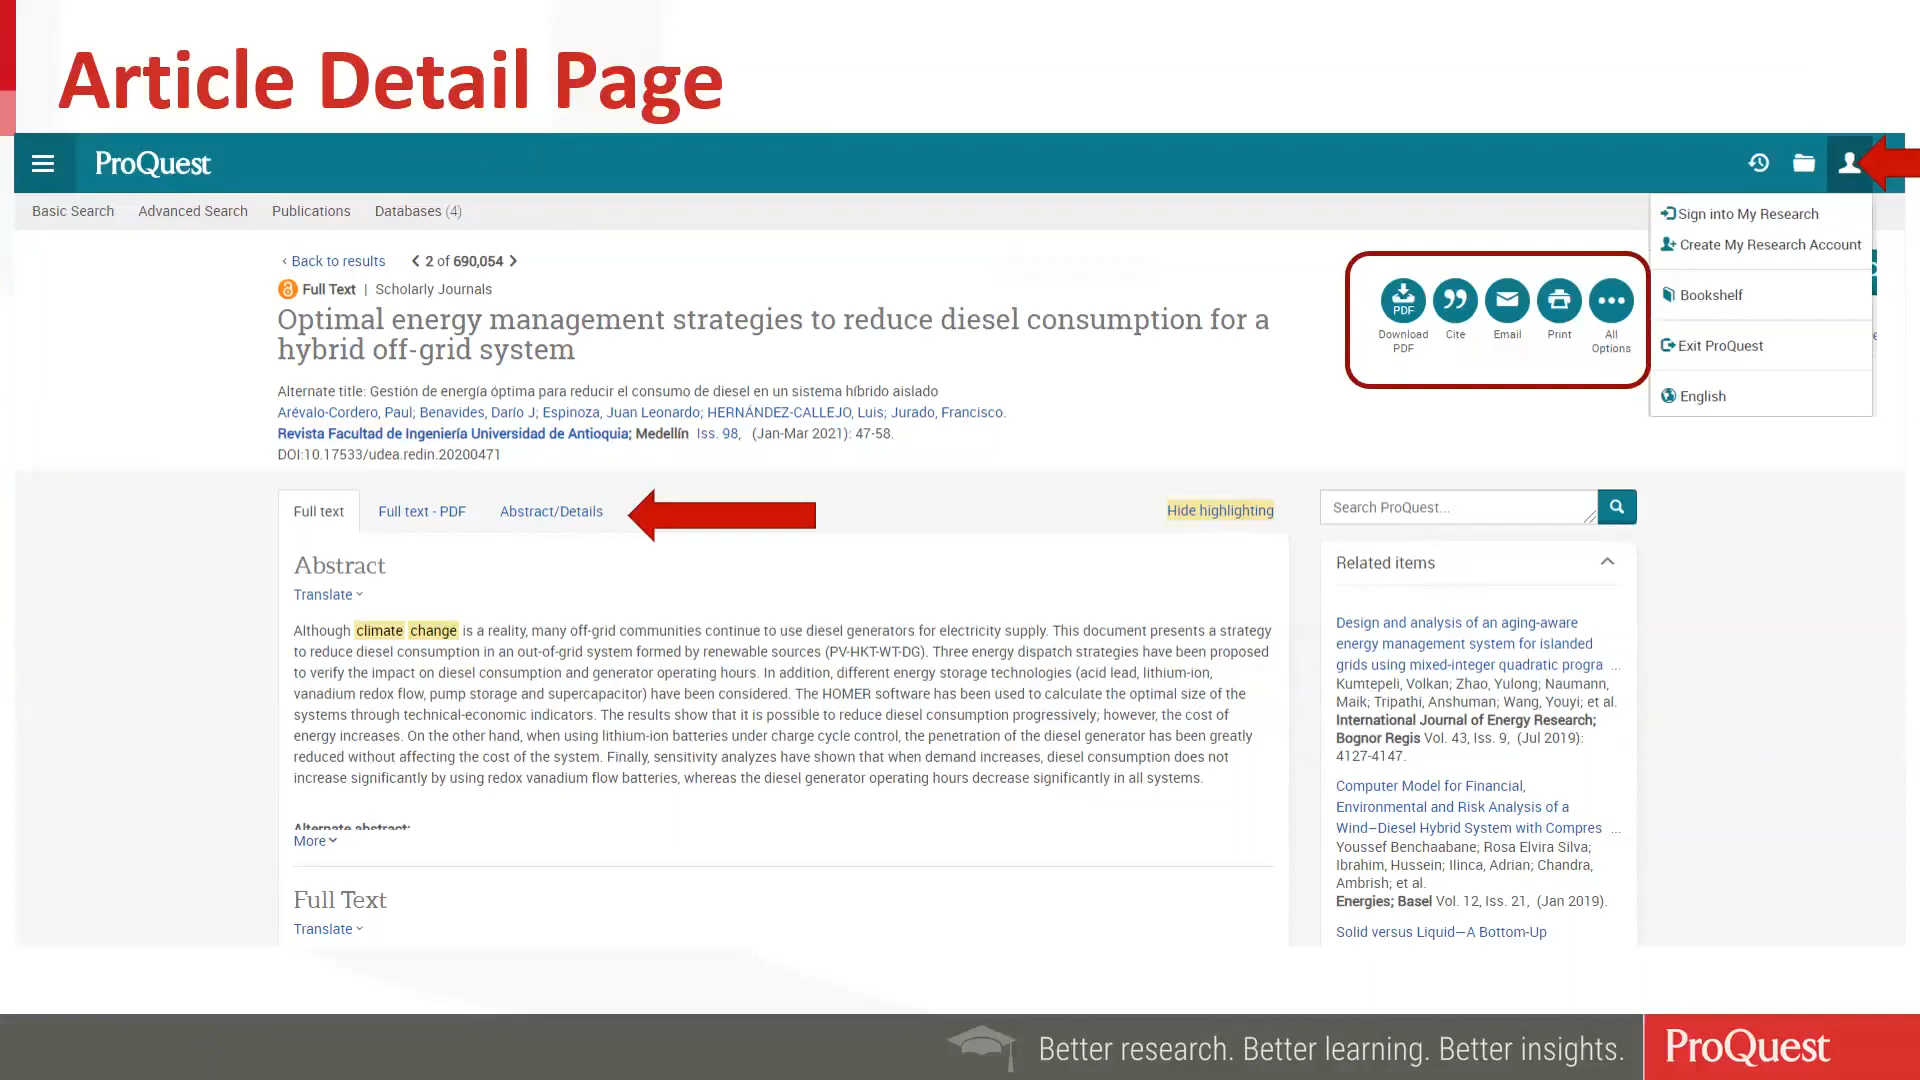 Article Detail Page
ProQuest
Basic Search Advanced Search Publications Databases (4)
Sign into My Research
Create My Research Account
Bookshelf
Exit ProQuest
English
‹ Back to results 2 of 690,054
Full Text | Scholarly Journals
Optimal energy management strategies to reduce diesel consumption for a
hybrid off-grid system
Alternate title: Gestión de energía óptima para reducir el consumo de diesel en un sistema híbrido aislado
Arévalo-Cordero, Paul; Benavides, Darío J; Espinoza, Juan Leonardo; HERNÁNDEZ-CALLEJO, Luis; Jurado, Francisco.
Revista Facultad de Ingeniería Universidad de Antioquia; Medellín Iss. 98, (Jan-Mar 2021): 47-58.
DOI:10.17533/udea.redin.20200471
PDF
Download PDF
Cite
Email
Print
All Options
Full text Full text - PDF Abstract/Details
Hide highlighting
Abstract
Translate
Although climate change is a reality, many off-grid communities continue to use diesel generators for electricity supply. This document presents a strategy
to reduce diesel consumption in an out-of-grid system formed by renewable sources (PV-HKT-WT-DG). Three energy dispatch strategies have been proposed
to verify the impact on diesel consumption and generator operating hours. In addition, different energy storage technologies (acid lead, lithium-ion,
vanadium redox flow, pump storage and supercapacitor) have been considered. The HOMER software has been used to calculate the optimal size of the
systems through technical-economic indicators. The results show that it is possible to reduce diesel consumption progressively; however, the cost of
energy increases. On the other hand, when using lithium-ion batteries under charge cycle control, the penetration of the diesel generator has been greatly
reduced without affecting the cost of the system. Finally, sensitivity analyzes have shown that when demand increases, diesel consumption does not
increase significantly by using redox vanadium flow batteries, whereas the diesel generator operating hours decrease significantly in all systems.
Alternate abstract:
More
Full Text
Translate
Search ProQuest...
Related items
Design and analysis of an aging-aware
energy management system for islanded
grids using mixed-integer quadratic progra ...
Kumtepeli, Volkan; Zhao, Yulong; Naumann,
Maik; Tripathi, Anshuman; Wang, Youyi; et al.
International Journal of Energy Research;
Bognor Regis Vol. 43, Iss. 9, (Jul 2019):
4127-4147.
Computer Model for Financial,
Environmental and Risk Analysis of a
Wind–Diesel Hybrid System with Compres ...
Youssef Benchaabane; Rosa Elvira Silva;
Ibrahim, Hussein; Ilinca, Adrian; Chandra,
Ambrish; et al.
Energies; Basel Vol. 12, Iss. 21, (Jan 2019).
Solid versus Liquid—A Bottom-Up
Better research. Better learning. Better insights.
ProQuest